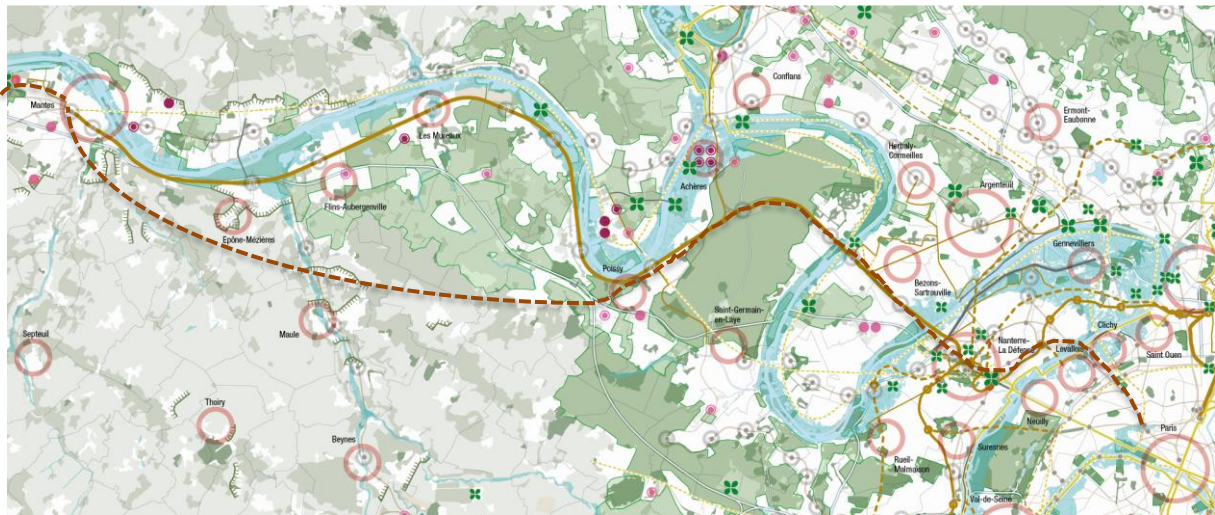 Mantes
Conflans
Les Mureaux
Ermont-
Eaubonne
Herblay-
Cormeilles
Achères
Argenteuil
Flins-Aubergenville
Epône-Mézières
Gennevilliers
Poissy
Bezons-
Sartrouville
Saint-Germain-
en-Laye
Septeuil
Maule
Nanterre-
La Défense
Levallois
Clichy
Saint Ouen
Thoiry
Neuilly
Paris
Beynes
Suresnes
Rueil-
Malmaison
Val-de-Seine